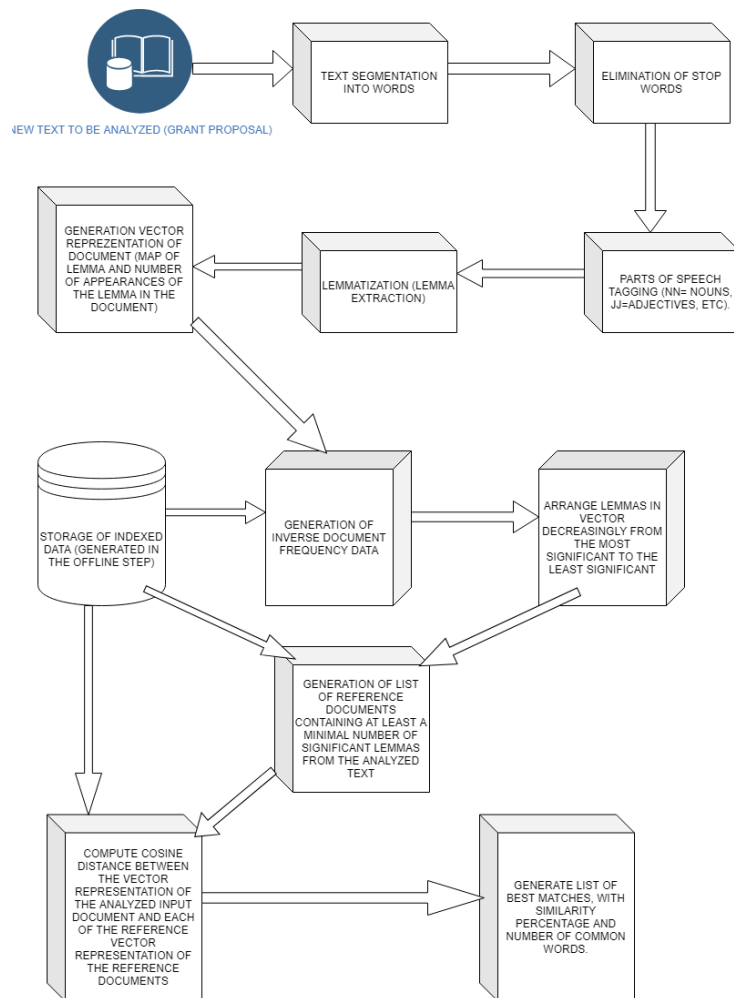 TEXT SEGMENTATION
INTO WORDS
ELIMINATION OF STOP
WORDS
NEW TEXT TO BE ANALYZED (GRANT PROPOSAL)
GENERATION VECTOR
REPREZENTATION OF
DOCUMENT (MAP OF
LEMMA AND NUMBER
OF APPEARANCES OF
THE LEMMA IN THE
DOCUMENT)
LEMMATIZATION (LEMMA
EXTRACTION)
PARTS OF SPEECH
TAGGING (NN= NOUNS,
JJ=ADJECTIVES, ETC).
STORAGE OF INDEXED
DATA (GENERATED IN
THE OFFLINE STEP)
GENERATION OF
INVERSE DOCUMENT
FREQUENCY DATA
ARRANGE LEMMAS IN
VECTOR
DECREASINGLY FROM
THE MOST
SIGNIFICANT TO THE
LEAST SIGNIFICANT
GENERATION OF LIST
OF REFERENCE
DOCUMENTS
CONTAINING AT LEAST A
MINIMAL NUMBER OF
SIGNIFICANT LEMMAS
FROM THE ANALYZED
TEXT
COMPUTE COSINE
DISTANCE BETWEEN
THE VECTOR
REPRESENTATION OF
THE ANALYZED INPUT
DOCUMENT AND EACH
OF THE REFERENCE
VECTOR
REPRESENTATION OF
THE REFERENCE
DOCUMENTS
GENERATE LIST OF
BEST MATCHES, WITH
SIMILARITY
PERCENTAGE AND
NUMBER OF COMMON
WORDS.